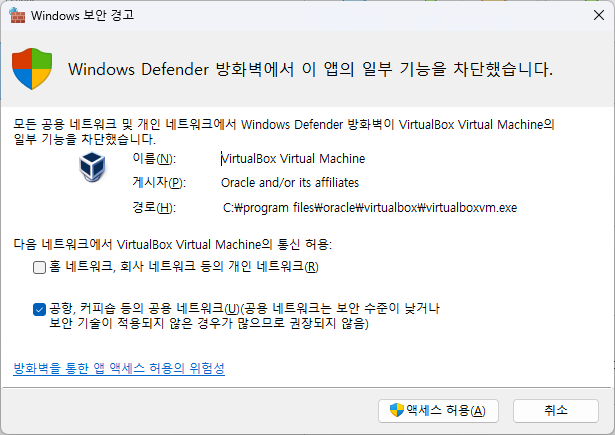 Windows 보안 경고
Windows Defender 방화벽에서 이 앱의 일부 기능을 차단했습니다.
모든 공용 네트워크 및 개인 네트워크에서 Windows Defender 방화벽이 VirtualBox Virtual Machine의
일부 기능을 차단했습니다.
이름(N): VirtualBox Virtual Machine
게시자(P): Oracle and/or its affiliates
경로(H): C:₩program files₩oracle₩virtualbox₩virtualboxvm.exe
다음 네트워크에서 VirtualBox Virtual Machine의 통신 허용:
홈 네트워크, 회사 네트워크 등의 개인 네트워크(R)
공항, 커피숍 등의 공용 네트워크(U)(공용 네트워크는 보안 수준이 낮거나
보안 기술이 적용되지 않은 경우가 많으므로 권장되지 않음)
방화벽을 통한 앱 액세스 허용의 위험성
액세스 허용(A) 취소